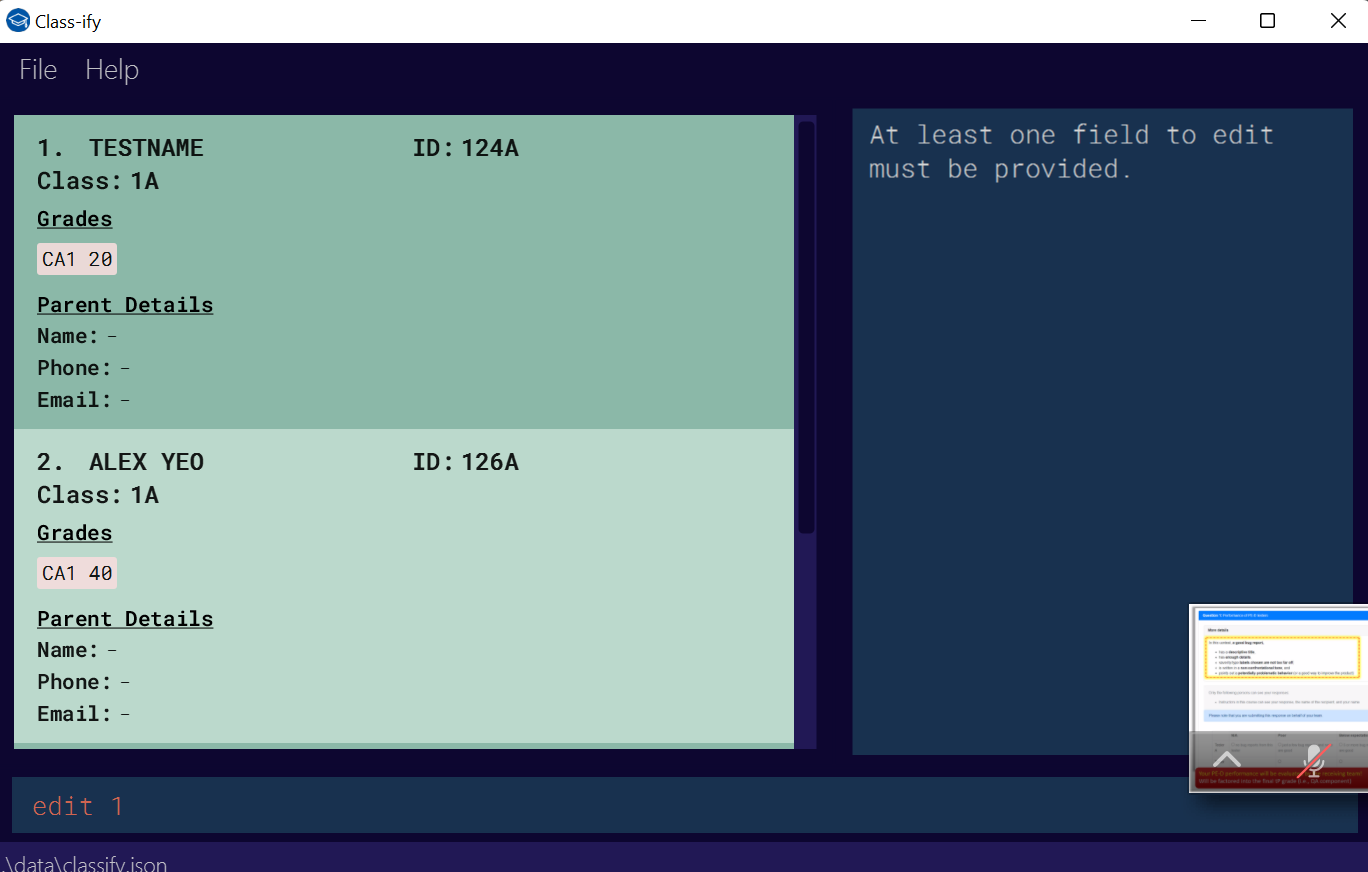 Class-ify
File Help
1. TESTNAME ID: 124A
Class: 1A
Grades
CA1 20
Parent Details
Name: -
Phone: -
Email: -
2. ALEX YEO ID: 126A
Class: 1A
Grades
CA1 40
Parent Details
Name: -
Phone: -
Email: -
At least one field to edit
must be provided.
edit 1
.\data\classify.json